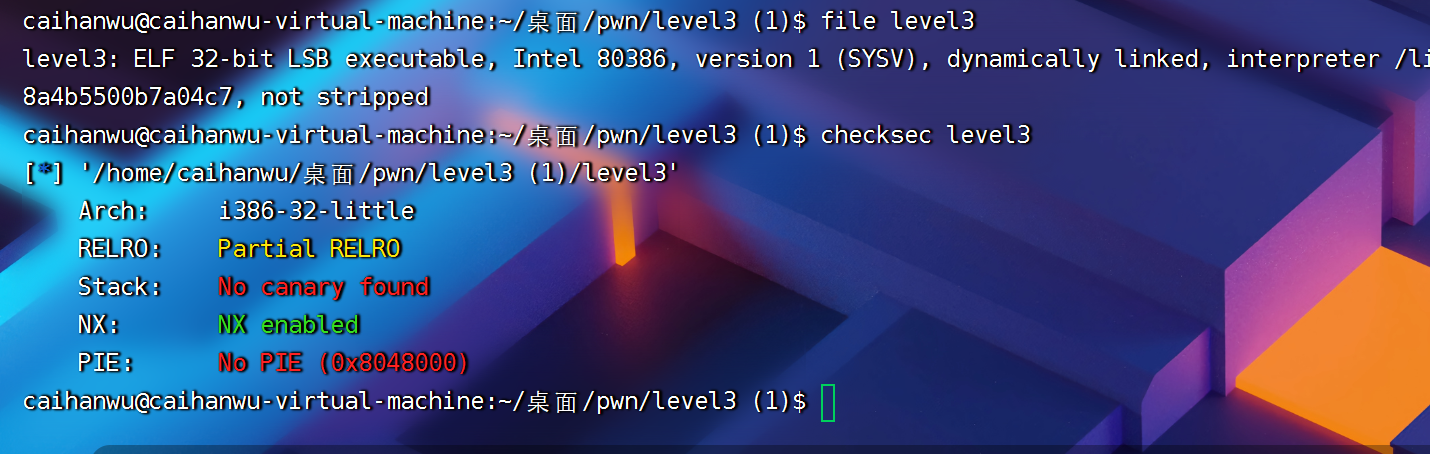 caihanwu@caihanwu-virtual-machine:~/桌面/pwn/level3 (1)$ file level3
level3: ELF 32-bit LSB executable, Intel 80386, version 1 (SYSV), dynamically linked, interpreter /li
8a4b5500b7a04c7, not stripped
caihanwu@caihanwu-virtual-machine:~/桌面/pwn/level3 (1)$ checksec level3
[*] '/home/caihanwu/桌面/pwn/level3 (1)/level3'
Arch: i386-32-little
RELRO: Partial RELRO
Stack: No canary found
NX: NX enabled
PIE: No PIE (0x8048000)
caihanwu@caihanwu-virtual-machine:~/桌面/pwn/level3 (1)$